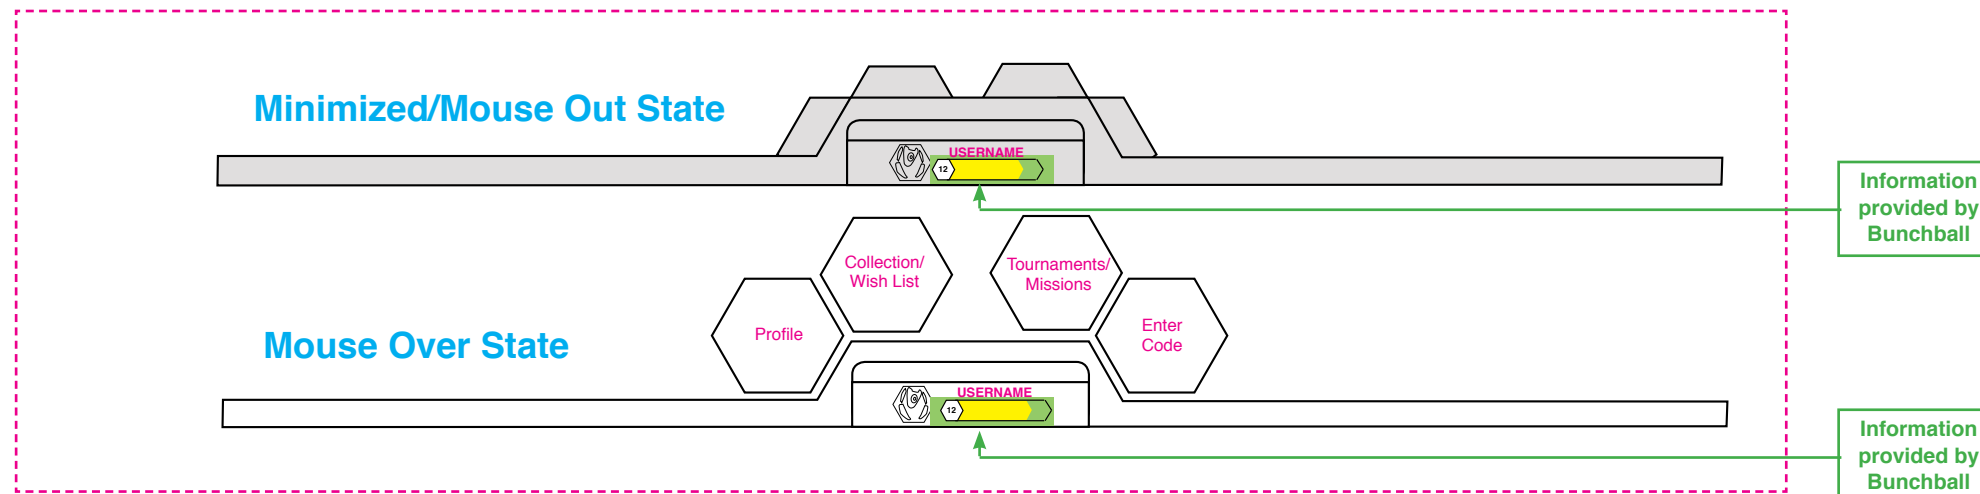 Minimized/Mouse Out State
USERNAME
12
Information
provided by
Bunchball
Collection/
Wish List
Tournaments/
Missions
Profile
Enter
Code
Mouse Over State
USERNAME
12
Information
provided by
Bunchball